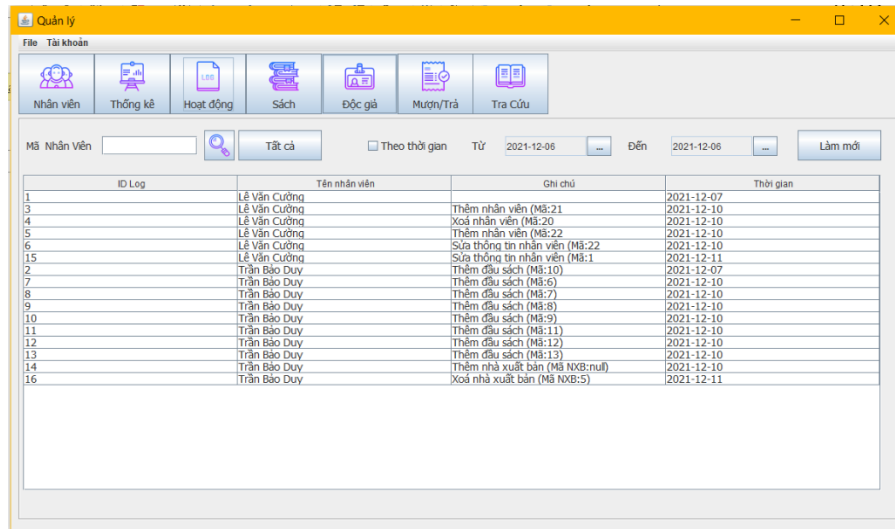 Quản lý
File Tài khoản
LOG
Nhân viên Thống kê Hoạt động Sách Độc giả Mượn/Trả Tra Cứu
Mã Nhân Viên Tất cả Theo thời gian Từ 2021-12-06 ... Đến 2021-12-06 ... Làm mới
ID Log Tên nhân viên Ghi chú Thời gian
1 Lê Văn Cường 2021-12-07
3 Lê Văn Cường Thêm nhân viên (Mã:21 2021-12-10
4 Lê Văn Cường Xoá nhân viên (Mã:20 2021-12-10
5 Lê Văn Cường Thêm nhân viên (Mã:22 2021-12-10
6 Lê Văn Cường Sửa thông tin nhân viên (Mã:22 2021-12-10
15 Lê Văn Cường Sửa thông tin nhân viên (Mã:1 2021-12-11
2 Trần Bảo Duy Thêm đầu sách (Mã:10) 2021-12-07
7 Trần Bảo Duy Thêm đầu sách (Mã:6) 2021-12-10
8 Trần Bảo Duy Thêm đầu sách (Mã:7) 2021-12-10
9 Trần Bảo Duy Thêm đầu sách (Mã:8) 2021-12-10
10 Trần Bảo Duy Thêm đầu sách (Mã:9) 2021-12-10
11 Trần Bảo Duy Thêm đầu sách (Mã:11) 2021-12-10
12 Trần Bảo Duy Thêm đầu sách (Mã:12) 2021-12-10
13 Trần Bảo Duy Thêm đầu sách (Mã:13) 2021-12-10
14 Trần Bảo Duy Thêm nhà xuất bản (Mã NXB:null) 2021-12-10
16 Trần Bảo Duy Xoá nhà xuất bản (Mã NXB:5) 2021-12-11